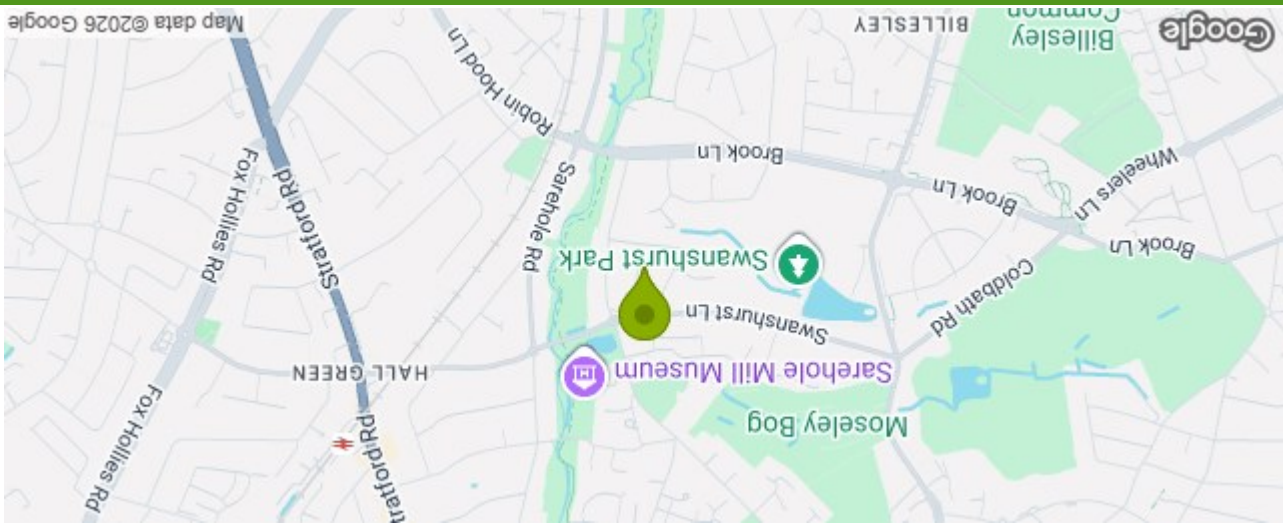 Google
Billesley
Common
BILLESLEY
Map data ©2026 Google
Robin Hood Ln
Brook Ln
Brook Ln
Brook Ln
Wheelers Ln
Coldbath Rd
Sarehole Rd
Stratford Rd
Fox Hollies Rd
Swanshurst Park
Swanshurst Ln
Swanshurst Ln
Sarehole Mill Museum
Moseley Bog
HALL GREEN
Stratford Rd
Fox Hollies Rd